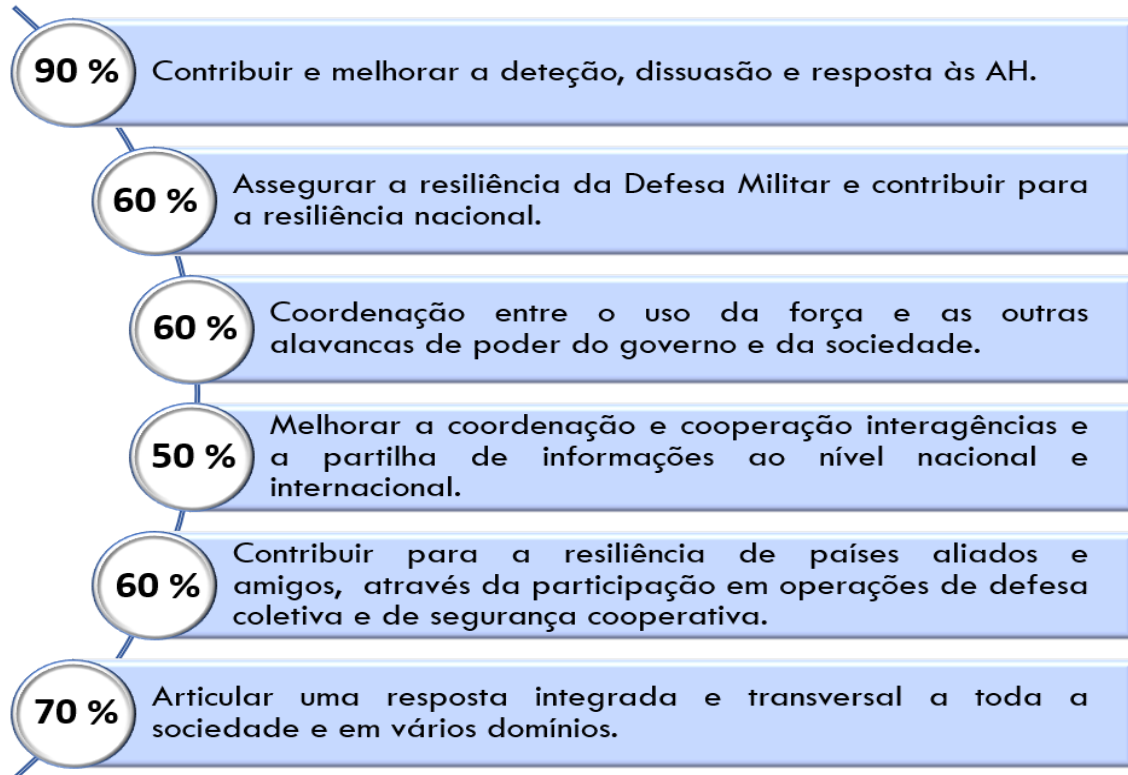 90 %
Contribuir e melhorar a deteção, dissuasão e resposta às AH.
60 %
Assegurar a resiliência da Defesa Militar e contribuir para
a resiliência nacional.
60 %
Coordenação entre o uso da força e as outras
alavancas de poder do governo e da sociedade.
50 %
Melhorar a coordenação e cooperação interagências e
a partilha de informações ao nível nacional e
internacional.
60 %
Contribuir para a resiliência de países aliados e
amigos, através da participação em operações de defesa
coletiva e de segurança cooperativa.
70 %
Articular uma resposta integrada e transversal a toda a
sociedade e em vários domínios.